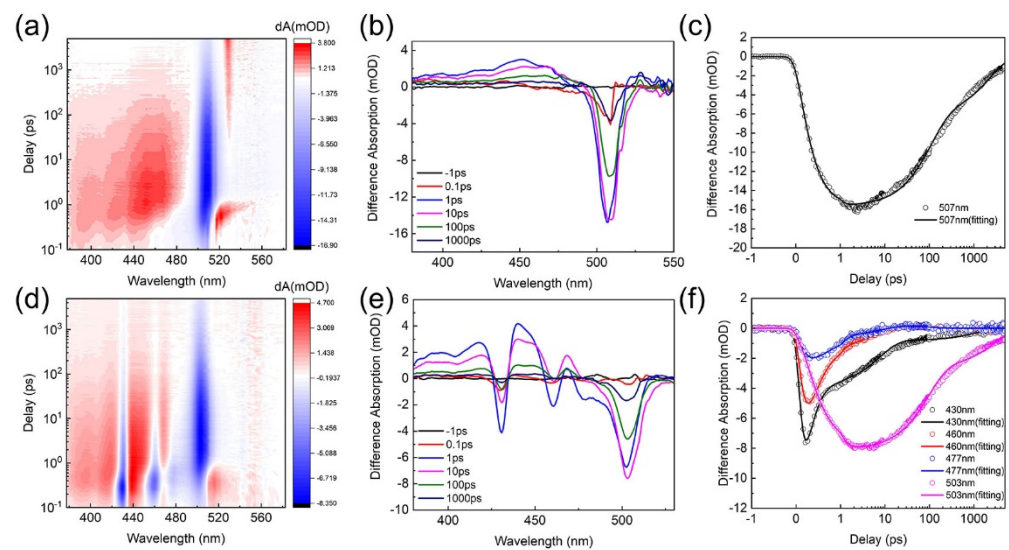 (a)
dA(mOD)
Delay (ps)
10³
10²
10¹
10⁰
10⁻¹
400 440 480 520 560
Wavelength (nm)
3.800
1.375
-1.213
-3.963
-6.550
-9.138
-11.73
-14.31
-16.90
(b)
Difference Absorption (mOD)
4
0
-4
-8
-12
-16
-1ps
0.1ps
1ps
10ps
100ps
1000ps
400 450 500 550
Wavelength (nm)
(c)
Difference Absorption (mOD)
2
0
-2
-4
-6
-8
-10
-12
-14
-16
-18
-20
507nm
507nm(fitting)
0 1 10 100 1000
Delay (ps)
(d)
dA(mOD)
Delay (ps)
10³
10²
10¹
10⁰
10⁻¹
400 440 480 520 560
Wavelength (nm)
4.700
3.069
1.438
-0.1937
-1.825
-3.456
-5.087
-6.719
-8.350
(e)
Difference Absorption (mOD)
6
4
2
0
-2
-4
-6
-8
-10
-1ps
0.1ps
1ps
10ps
100ps
1000ps
400 450 500
Wavelength (nm)
(f)
Difference Absorption (mOD)
2
0
-2
-4
-6
-8
-10
-12
430nm
430nm(fitting)
460nm
460nm(fitting)
477nm
477nm(fitting)
503nm
503nm(fitting)
0 1 10 100 1000
Delay (ps)